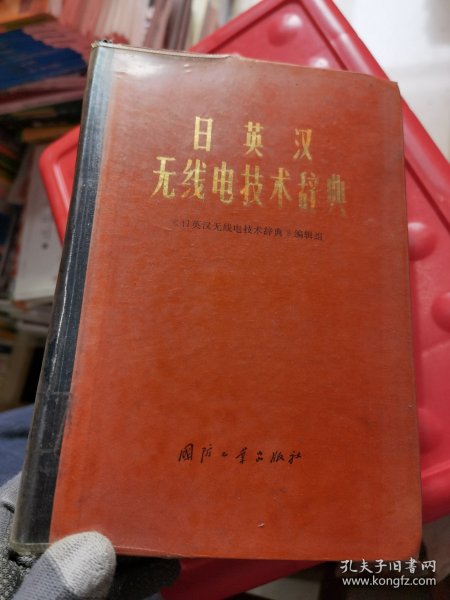 日英汉
无线电技术辞典
《日英汉无线电技术辞典》编辑组
国防工业出版社
孔夫子旧书网
www.kongfz.com